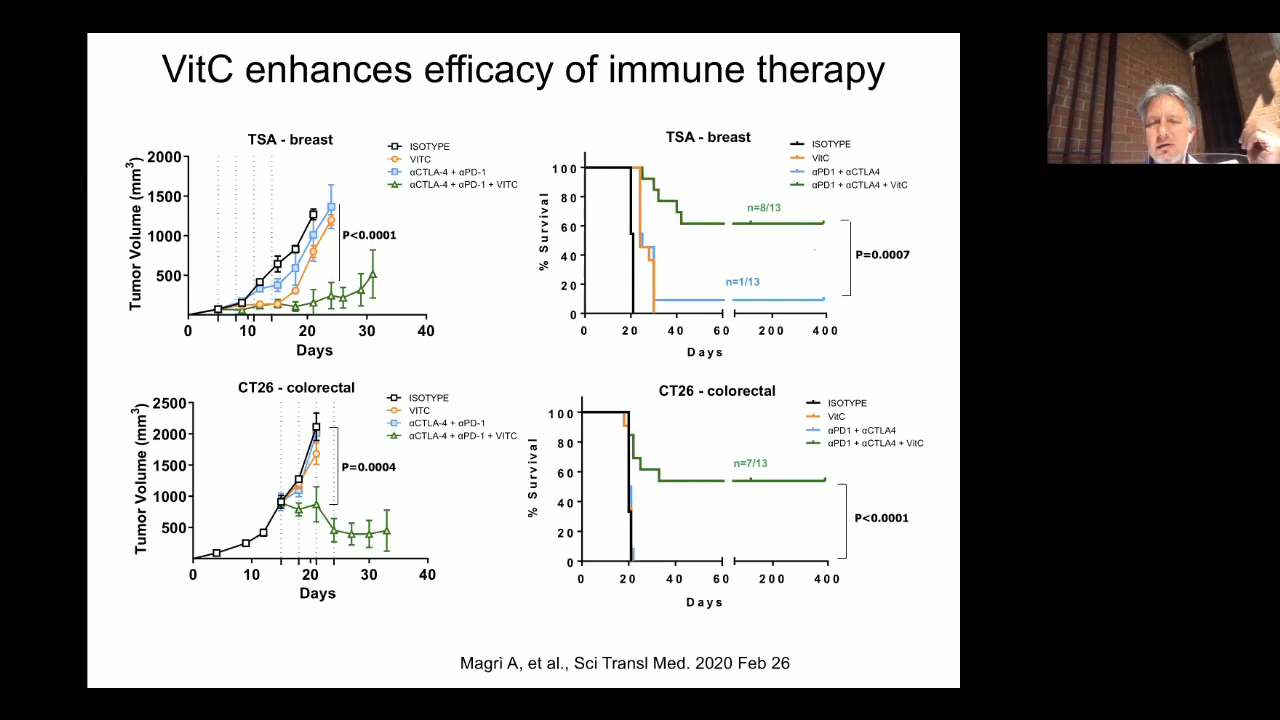 VitC enhances efficacy of immune therapy
TSA - breast
ISOTYPE
VITC
αCTLA-4 + αPD-1
αCTLA-4 + αPD-1 + VITC
Tumor Volume (mm3)
2000
1500
1000
500
P<0.0001
0 10 20 30 40
Days
TSA - breast
ISOTYPE
VitC
αPD1 + αCTLA4
αPD1 + αCTLA4 + VitC
% Survival
100
80
60
40
20
0
n=8/13
n=1/13
P=0.0007
0 20 40 60 200 400
Days
CT26 - colorectal
ISOTYPE
VITC
αCTLA-4 + αPD-1
αCTLA-4 + αPD-1 + VITC
Tumor Volume (mm3)
2500
2000
1500
1000
500
P=0.0004
0 10 20 30 40
Days
CT26 - colorectal
ISOTYPE
VitC
αPD1 + αCTLA4
αPD1 + αCTLA4 + VitC
% Survival
100
80
60
40
20
0
n=7/13
P<0.0001
0 20 40 60 200 400
Days
Magrì A, et al., Sci Transl Med. 2020 Feb 26